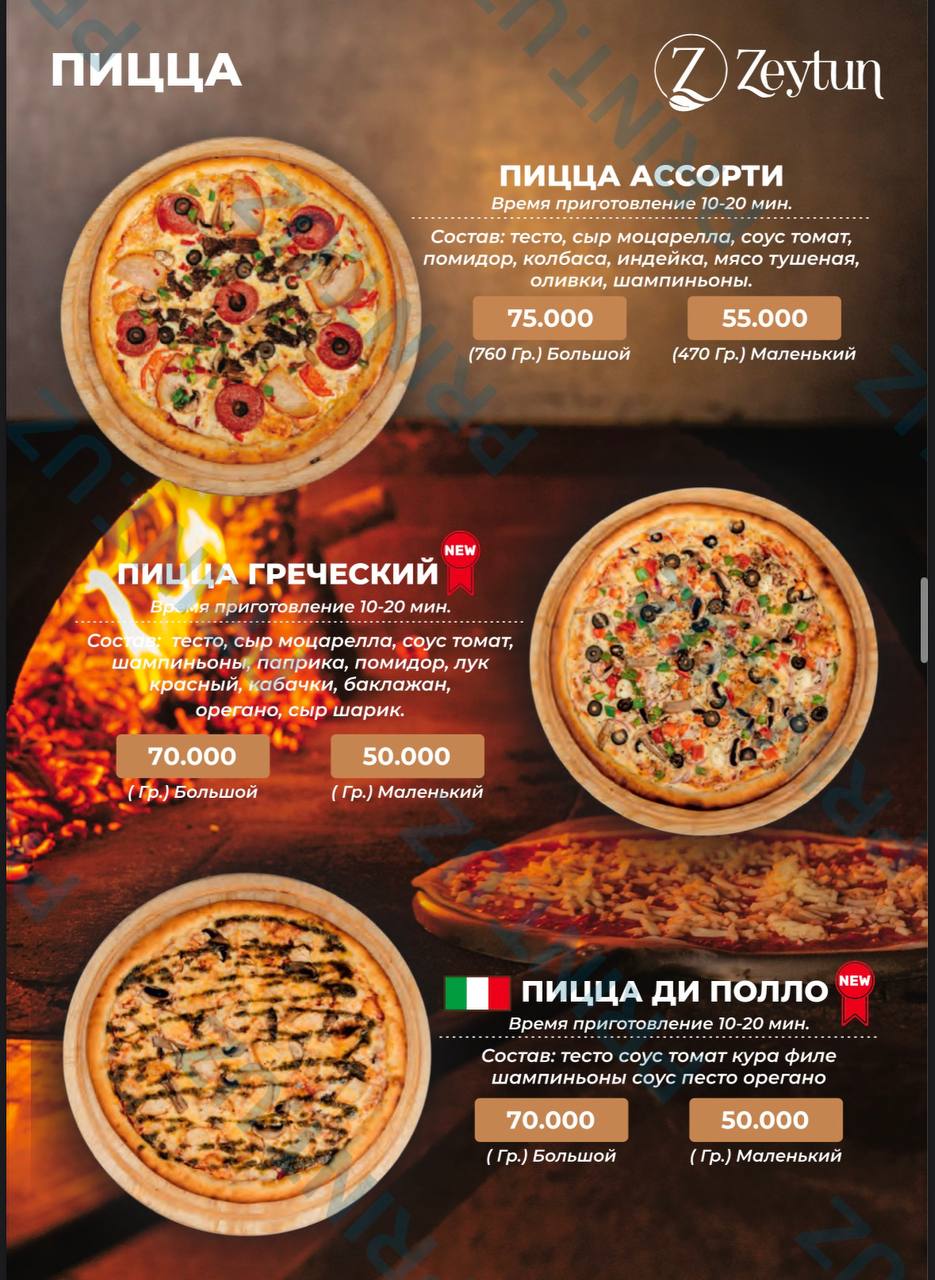 ПИЦЦА
Z Zeytun
ПИЦЦА АССОРТИ
Время приготовление 10-20 мин.
Состав: тесто, сыр моцарелла, соус томат,
помидор, колбаса, индейка, мясо тушеная,
оливки, шампиньоны.
75.000 55.000
(760 Гр.) Большой (470 Гр.) Маленький
NEW
ПИЦЦА ГРЕЧЕСКИЙ
Время приготовление 10-20 мин.
Состав: тесто, сыр моцарелла, соус томат,
шампиньоны, паприка, помидор, лук
красный, кабачки, баклажан,
орегано, сыр шарик.
70.000 50.000
( Гр.) Большой ( Гр.) Маленький
NEW
ПИЦЦА ДИ ПОЛЛО
Время приготовление 10-20 мин.
Состав: тесто соус томат кура филе
шампиньоны соус песто орегано
70.000 50.000
( Гр.) Большой ( Гр.) Маленький